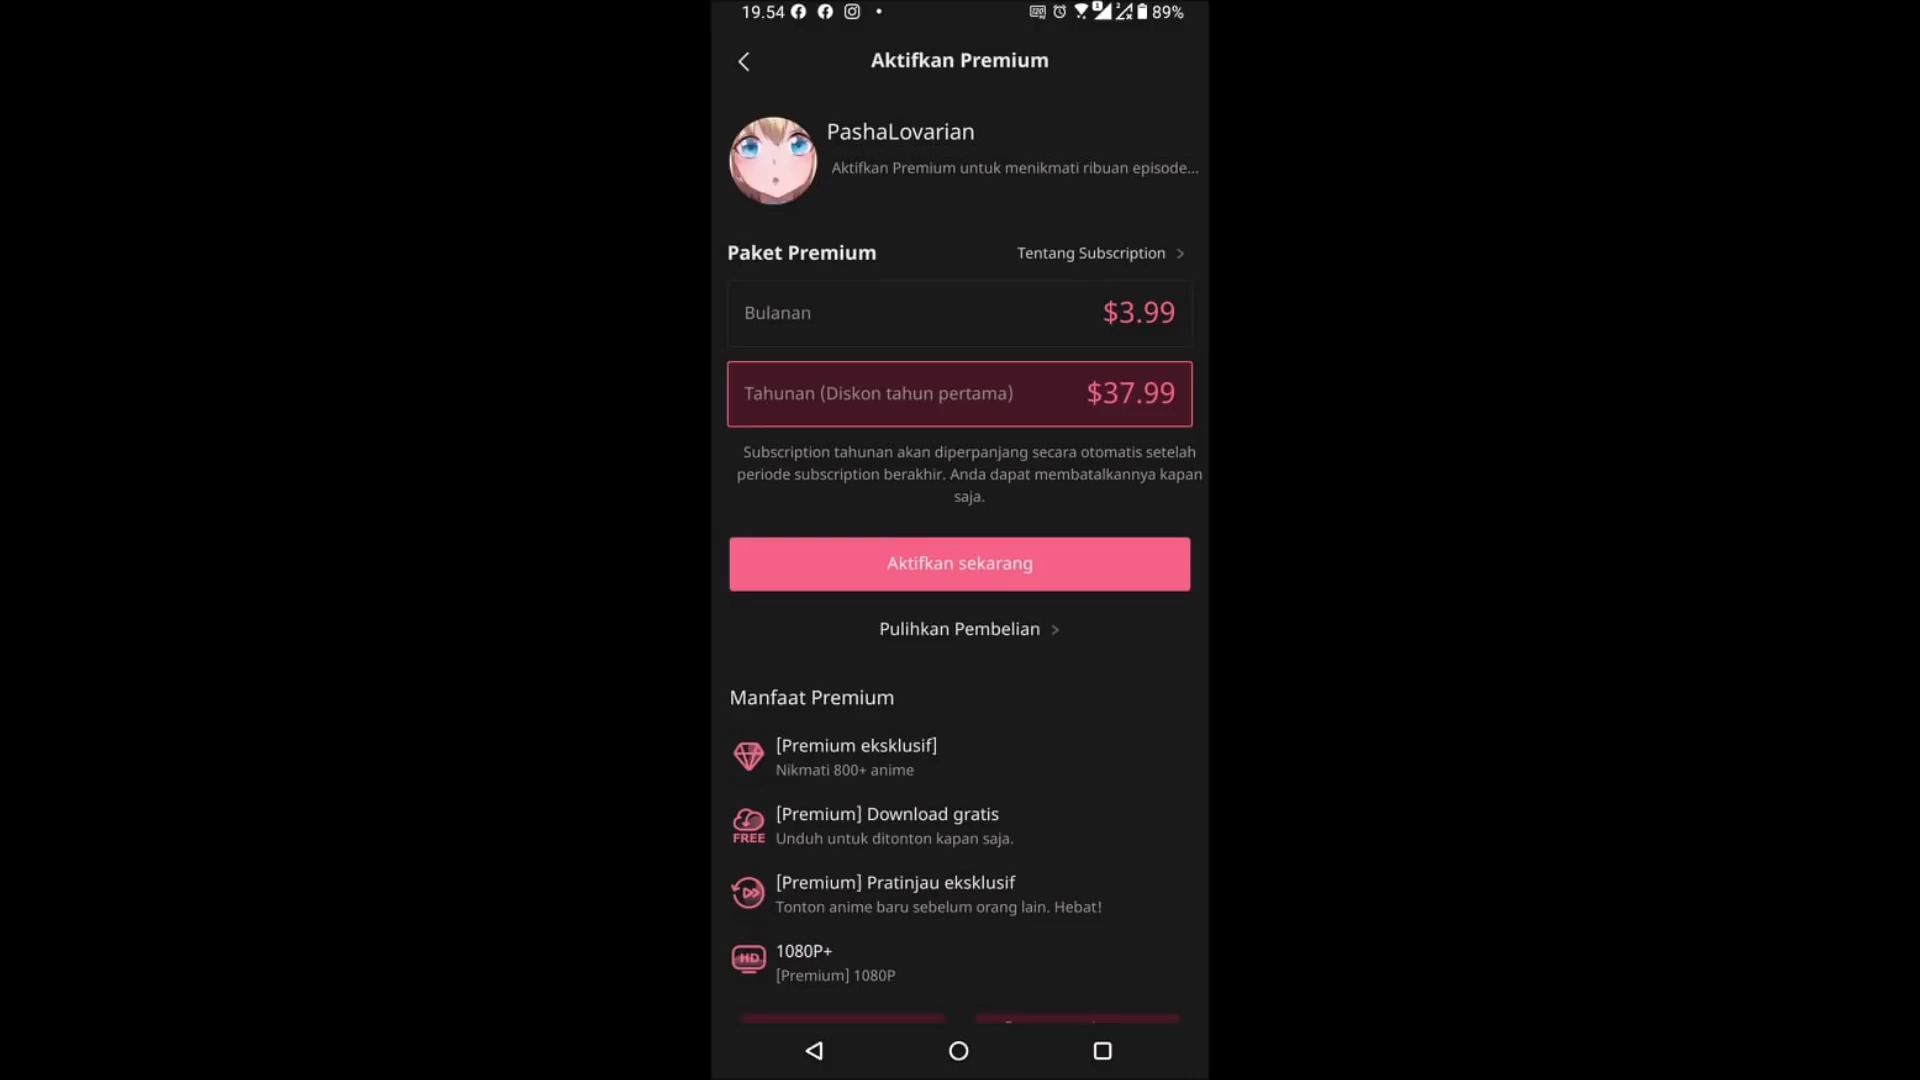 19.54
89%
Aktifkan Premium
PashaLovarian
Aktifkan Premium untuk menikmati ribuan episode...
Paket Premium
Tentang Subscription
Bulanan
$3.99
Tahunan (Diskon tahun pertama)
$37.99
Subscription tahunan akan diperpanjang secara otomatis setelah
periode subscription berakhir. Anda dapat membatalkannya kapan
saja.
Aktifkan sekarang
Pulihkan Pembelian
Manfaat Premium
[Premium eksklusif]
Nikmati 800+ anime
FREE
[Premium] Download gratis
Unduh untuk ditonton kapan saja.
[Premium] Pratinjau eksklusif
Tonton anime baru sebelum orang lain. Hebat!
HD
1080P+
[Premium] 1080P